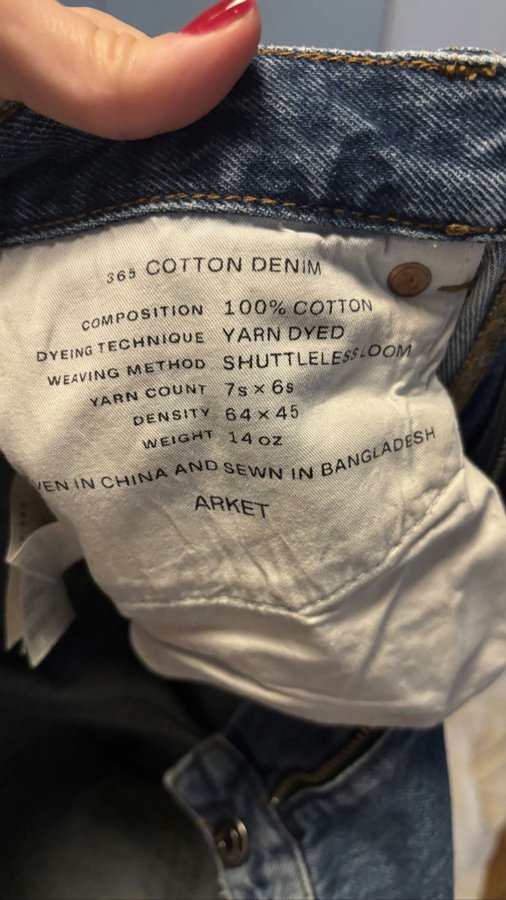 365 COTTON DENIM
COMPOSITION 100% COTTON
DYEING TECHNIQUE YARN DYED
WEAVING METHOD SHUTTLELESS LOOM
YARN COUNT 7s × 6s
DENSITY 64 × 45
WEIGHT 14 oz
VEN IN CHINA AND SEWN IN BANGLADESH
ARKET